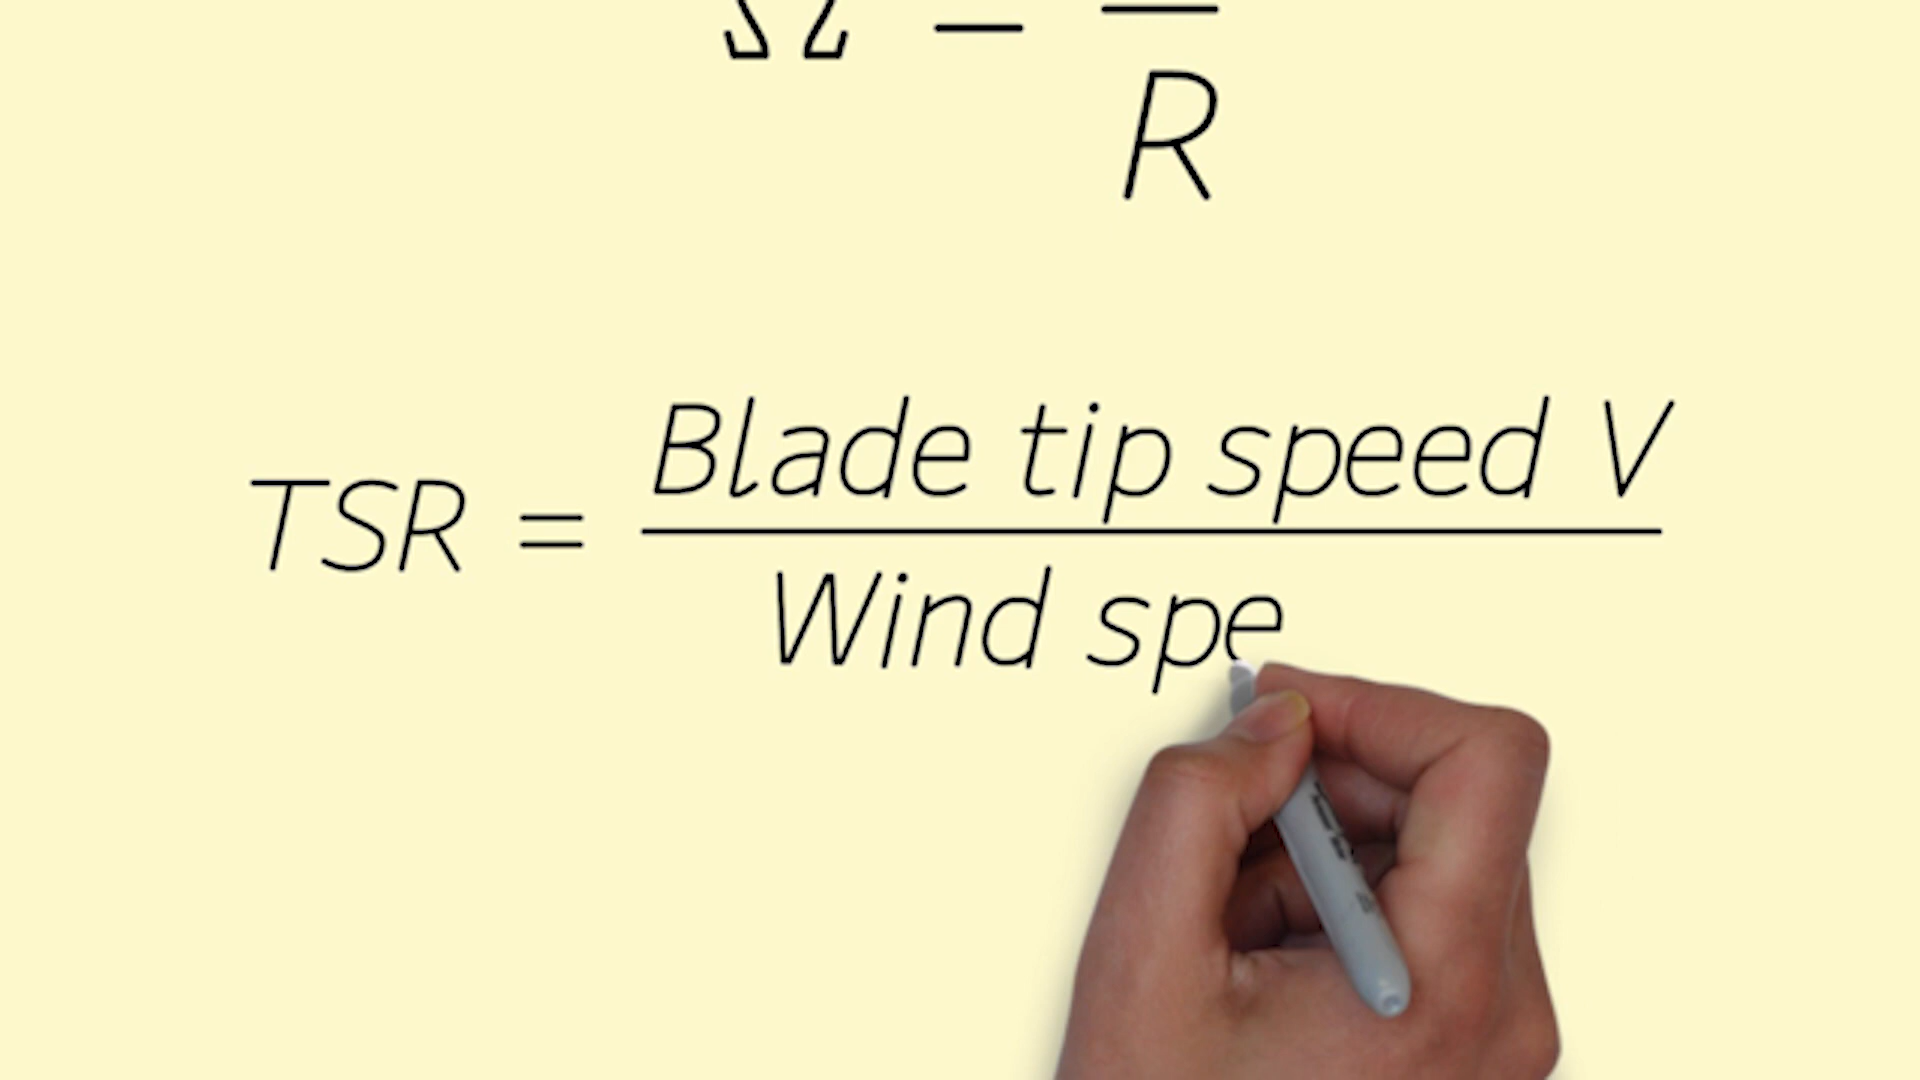 Ω =
R
TSR = Blade tip speed V
Wind spe